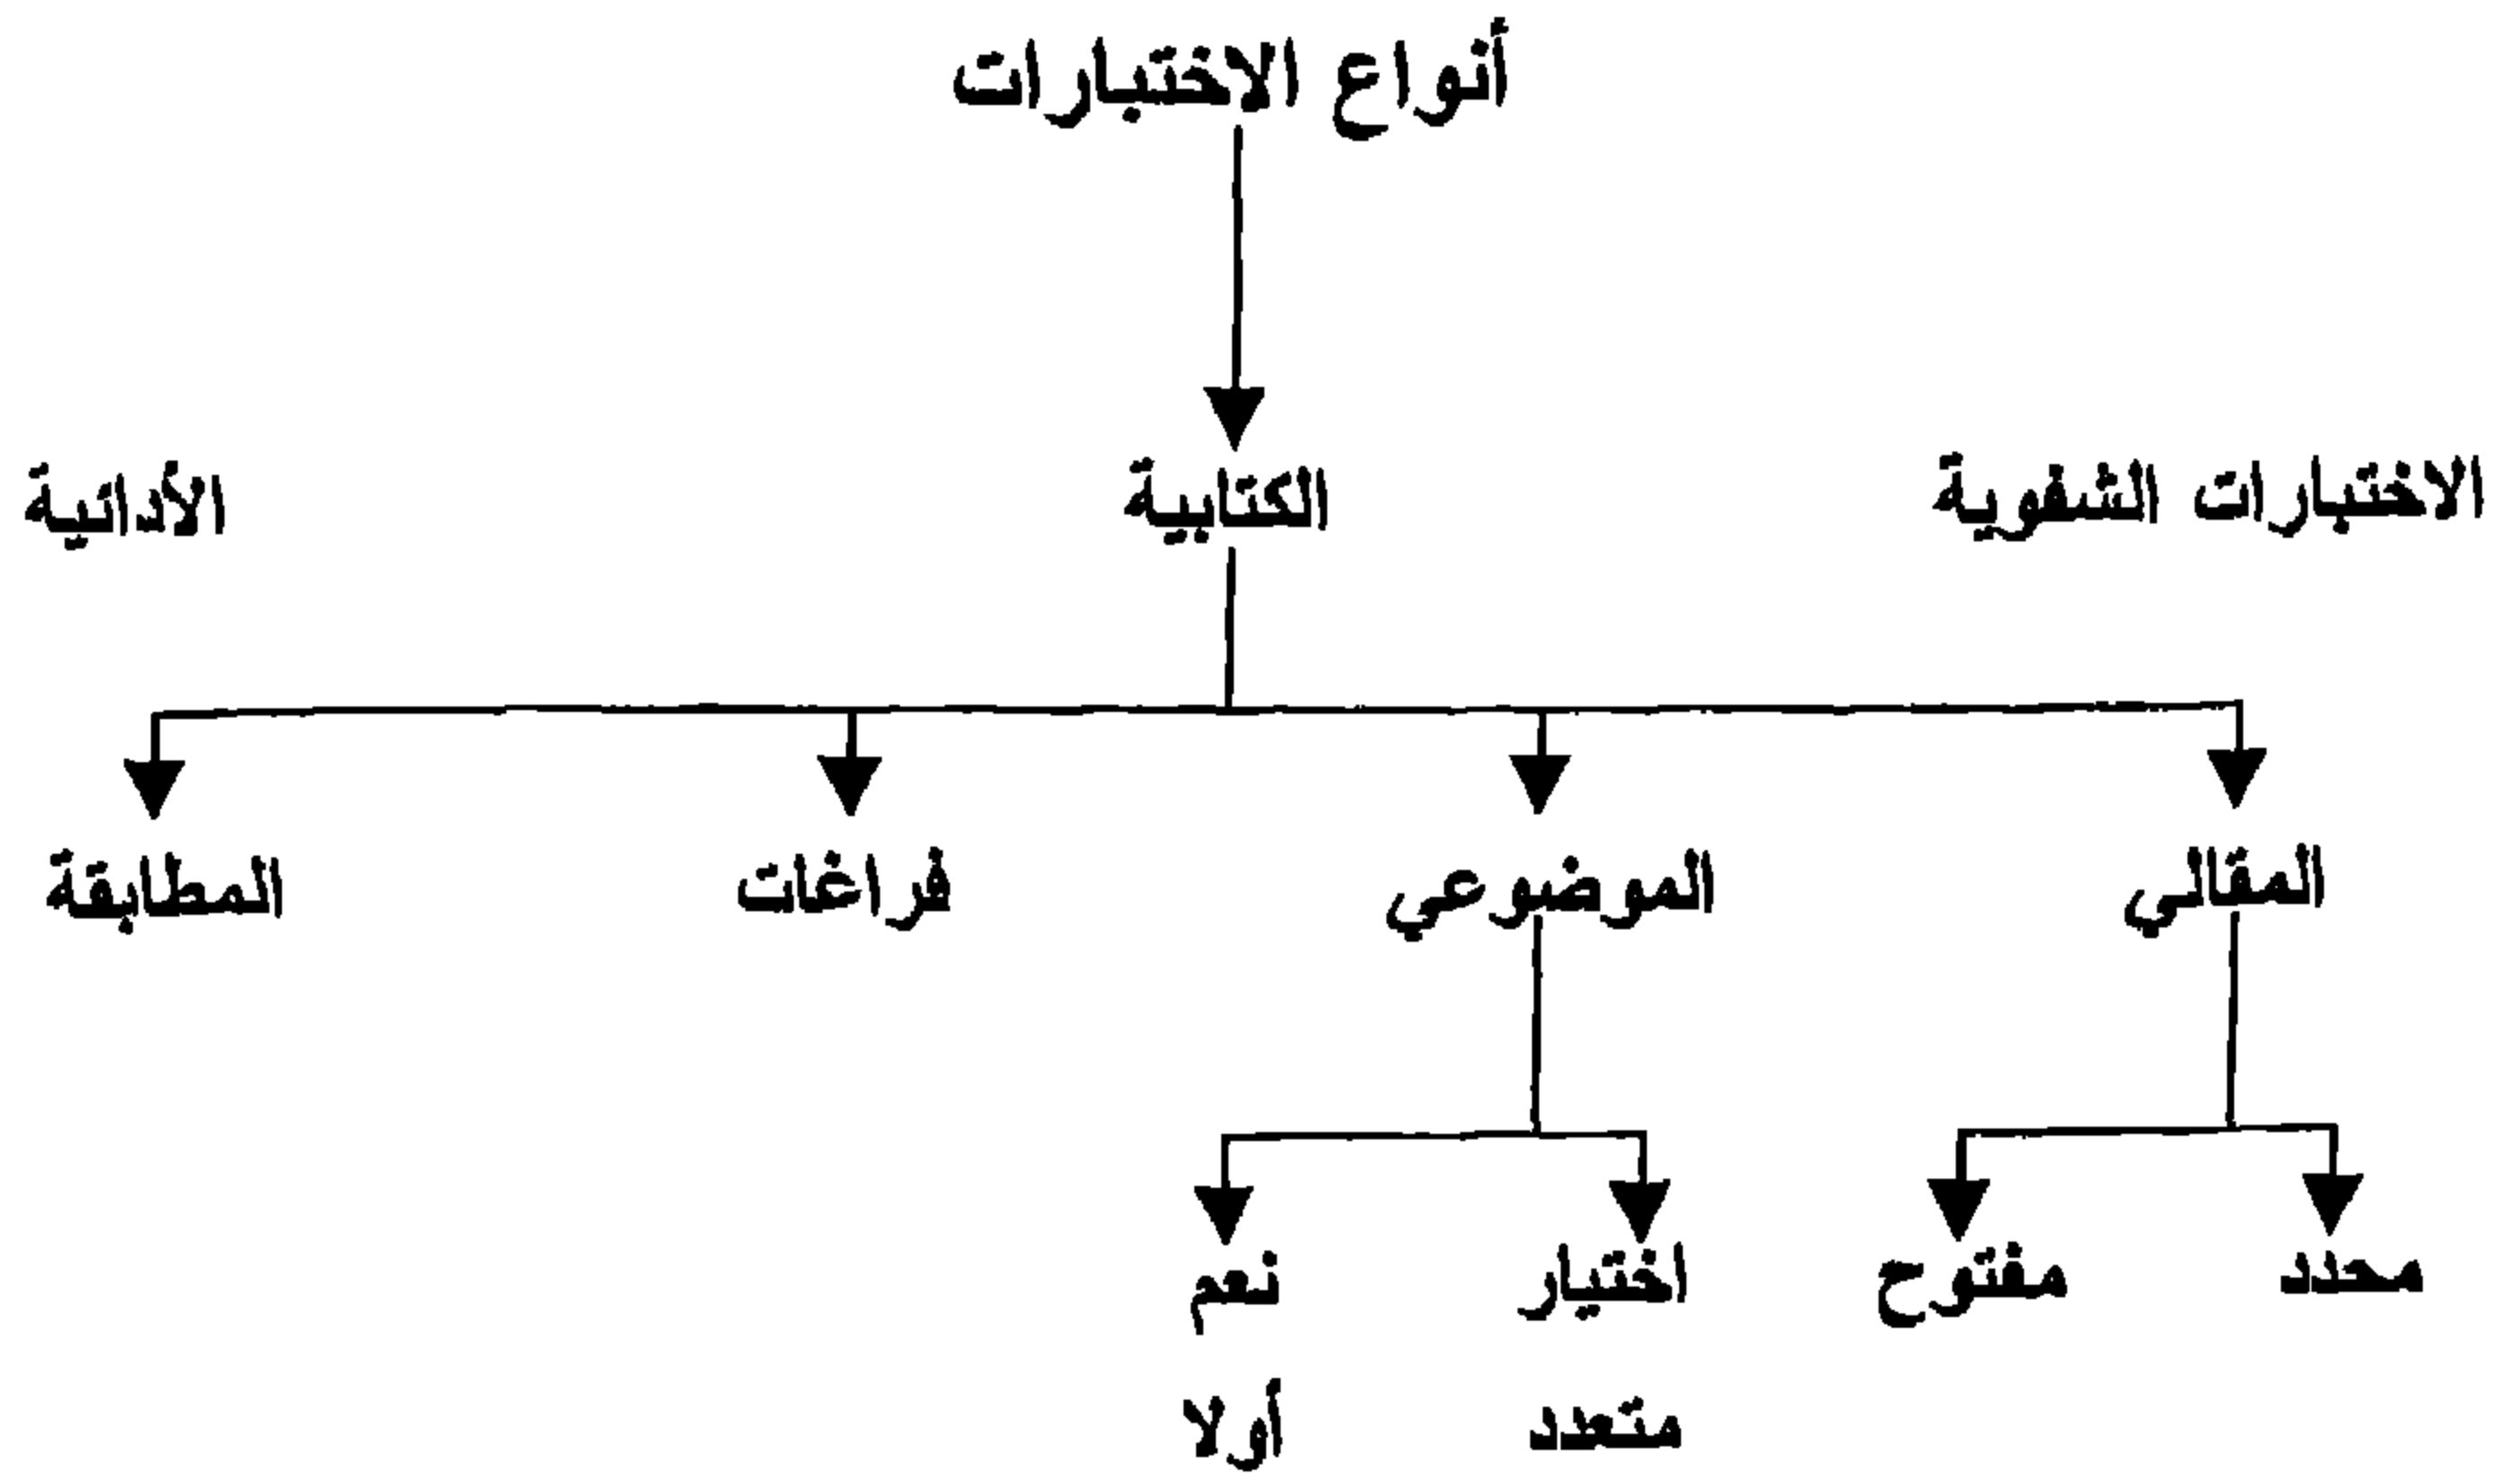 أنواع الاختبارات
الاختبارات الشفوية الكتابية الأدائية
المقالي الموضوعي فراغات المطابقة
محدد مفتوح اختيار نعم
متعدد أولا